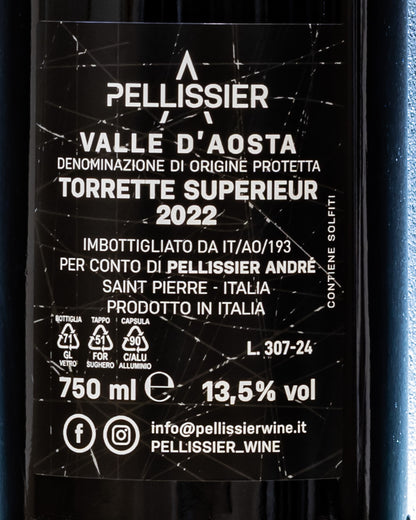 PELLISSIER
VALLE D'AOSTA
DENOMINAZIONE DI ORIGINE PROTETTA
TORRETTE SUPERIEUR
2022
IMBOTTIGLIATO DA IT/AO/193
PER CONTO DI PELLISSIER ANDRÉ
SAINT PIERRE - ITALIA
PRODOTTO IN ITALIA
CONTIENE SOLFITI
BOTTIGLIA TAPPO CAPSULA
71 51 90
GL FOR C/ALU
VETRO SUGHERO ALLUMINIO
L. 307-24
750 ml ℮ 13,5% vol
info@pellissierwine.it
PELLISSIER_WINE